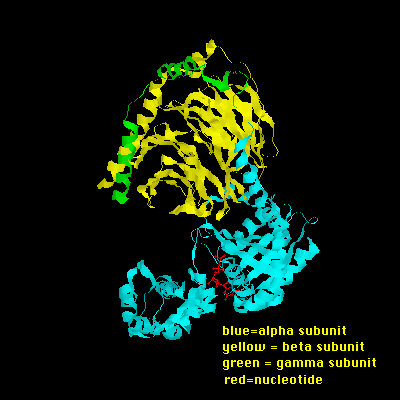 blue=alpha subunit
yellow = beta subunit
green = gamma subunit
red=nucleotide